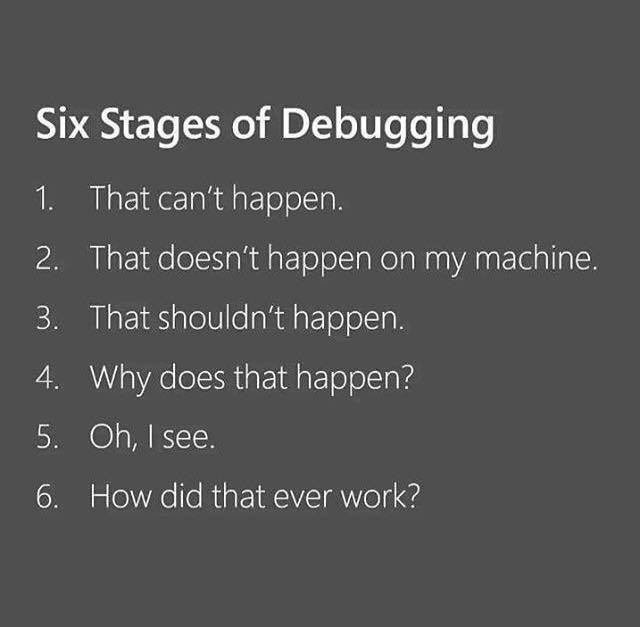 Six Stages of Debugging
1. That can't happen.
2. That doesn't happen on my machine.
3. That shouldn't happen.
4. Why does that happen?
5. Oh, I see.
6. How did that ever work?